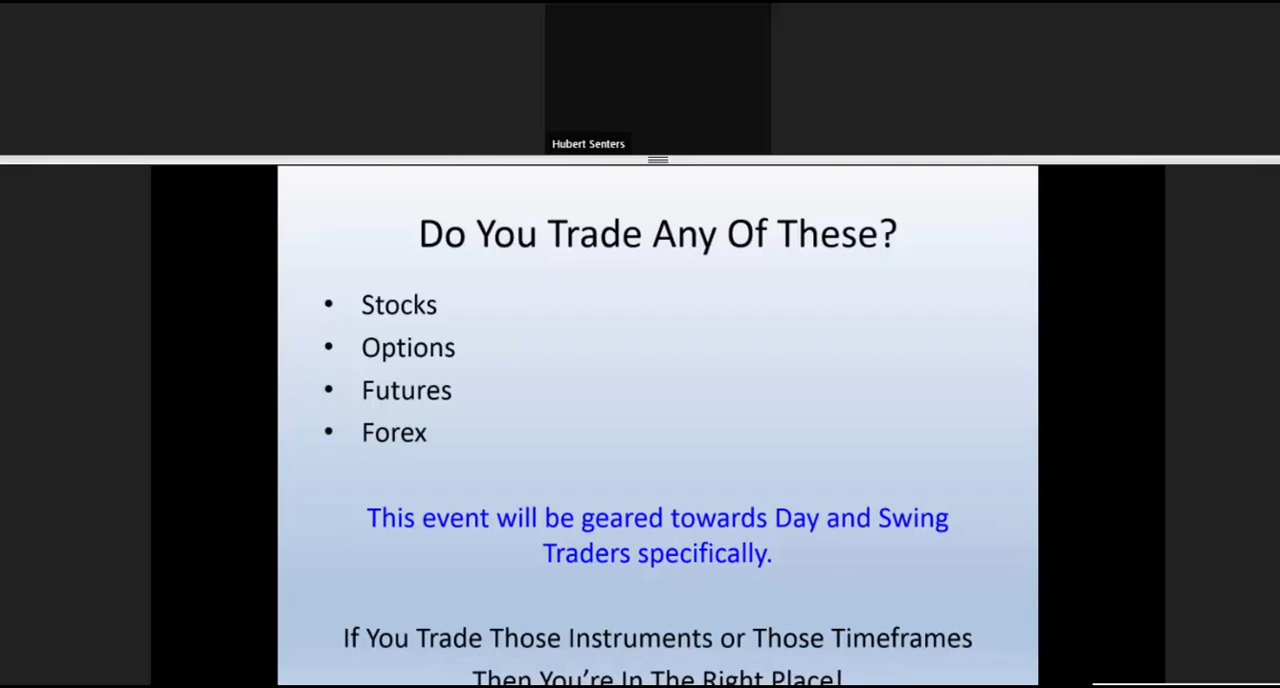 Hubert Senters
Do You Trade Any Of These?
• Stocks
• Options
• Futures
• Forex
This event will be geared towards Day and Swing
Traders specifically.
If You Trade Those Instruments or Those Timeframes
Then You're In The Right Place!